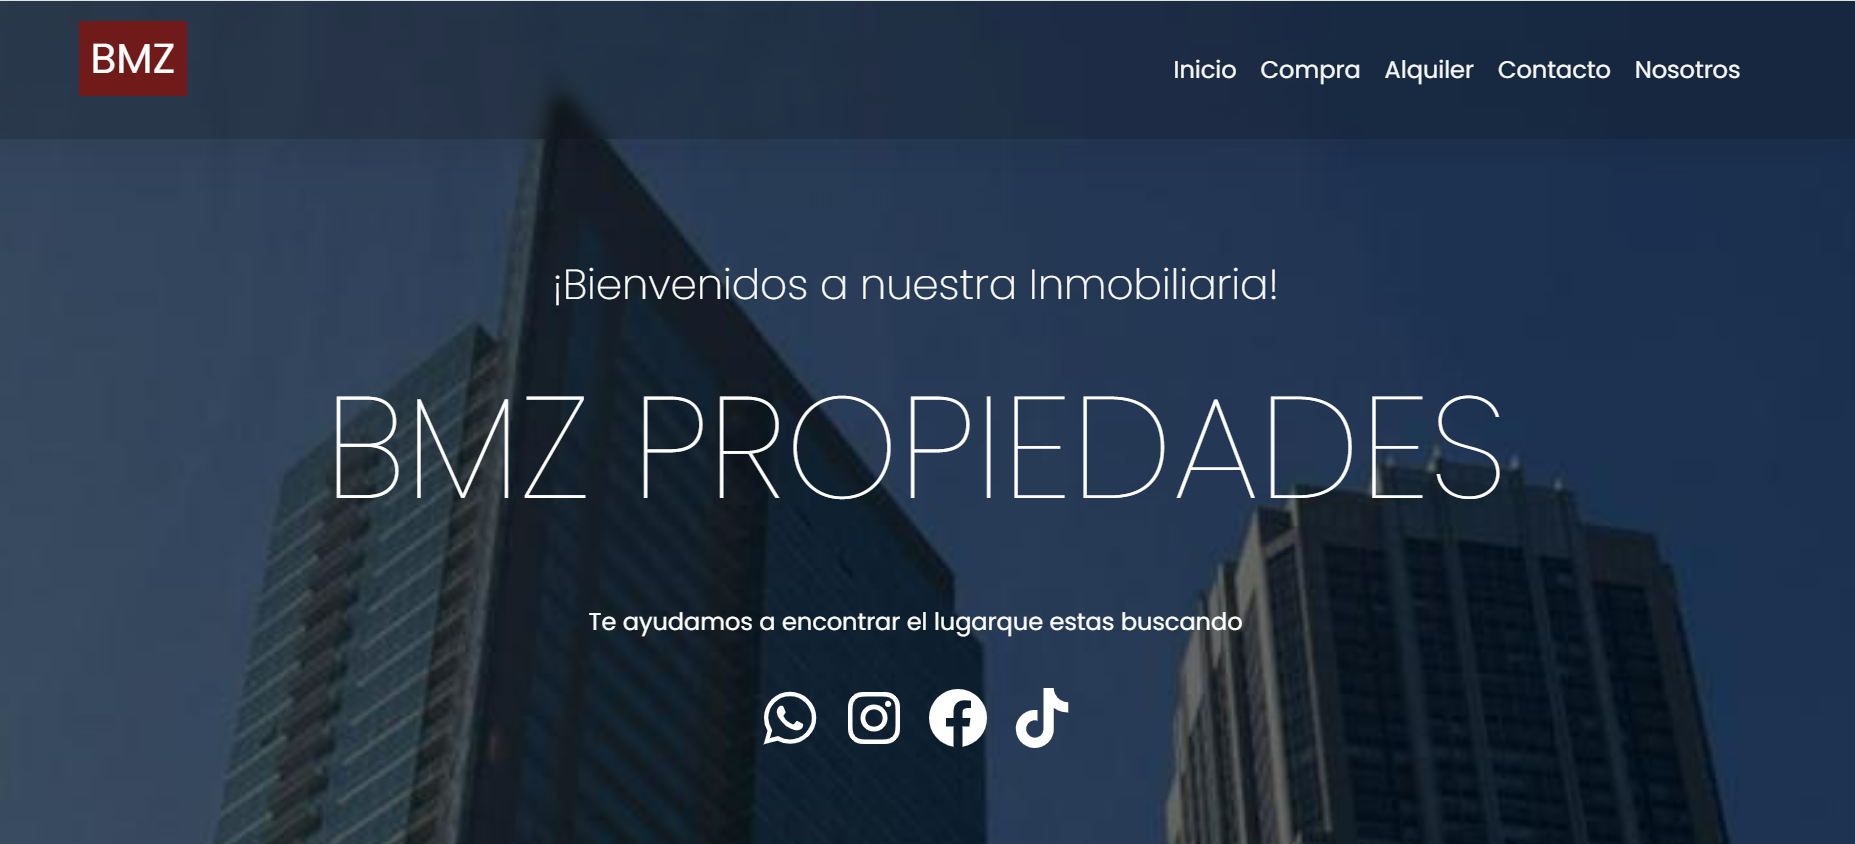 BMZ
Inicio Compra Alquiler Contacto Nosotros
¡Bienvenidos a nuestra Inmobiliaria!
BMZ PROPIEDADES
Te ayudamos a encontrar el lugarque estas buscando